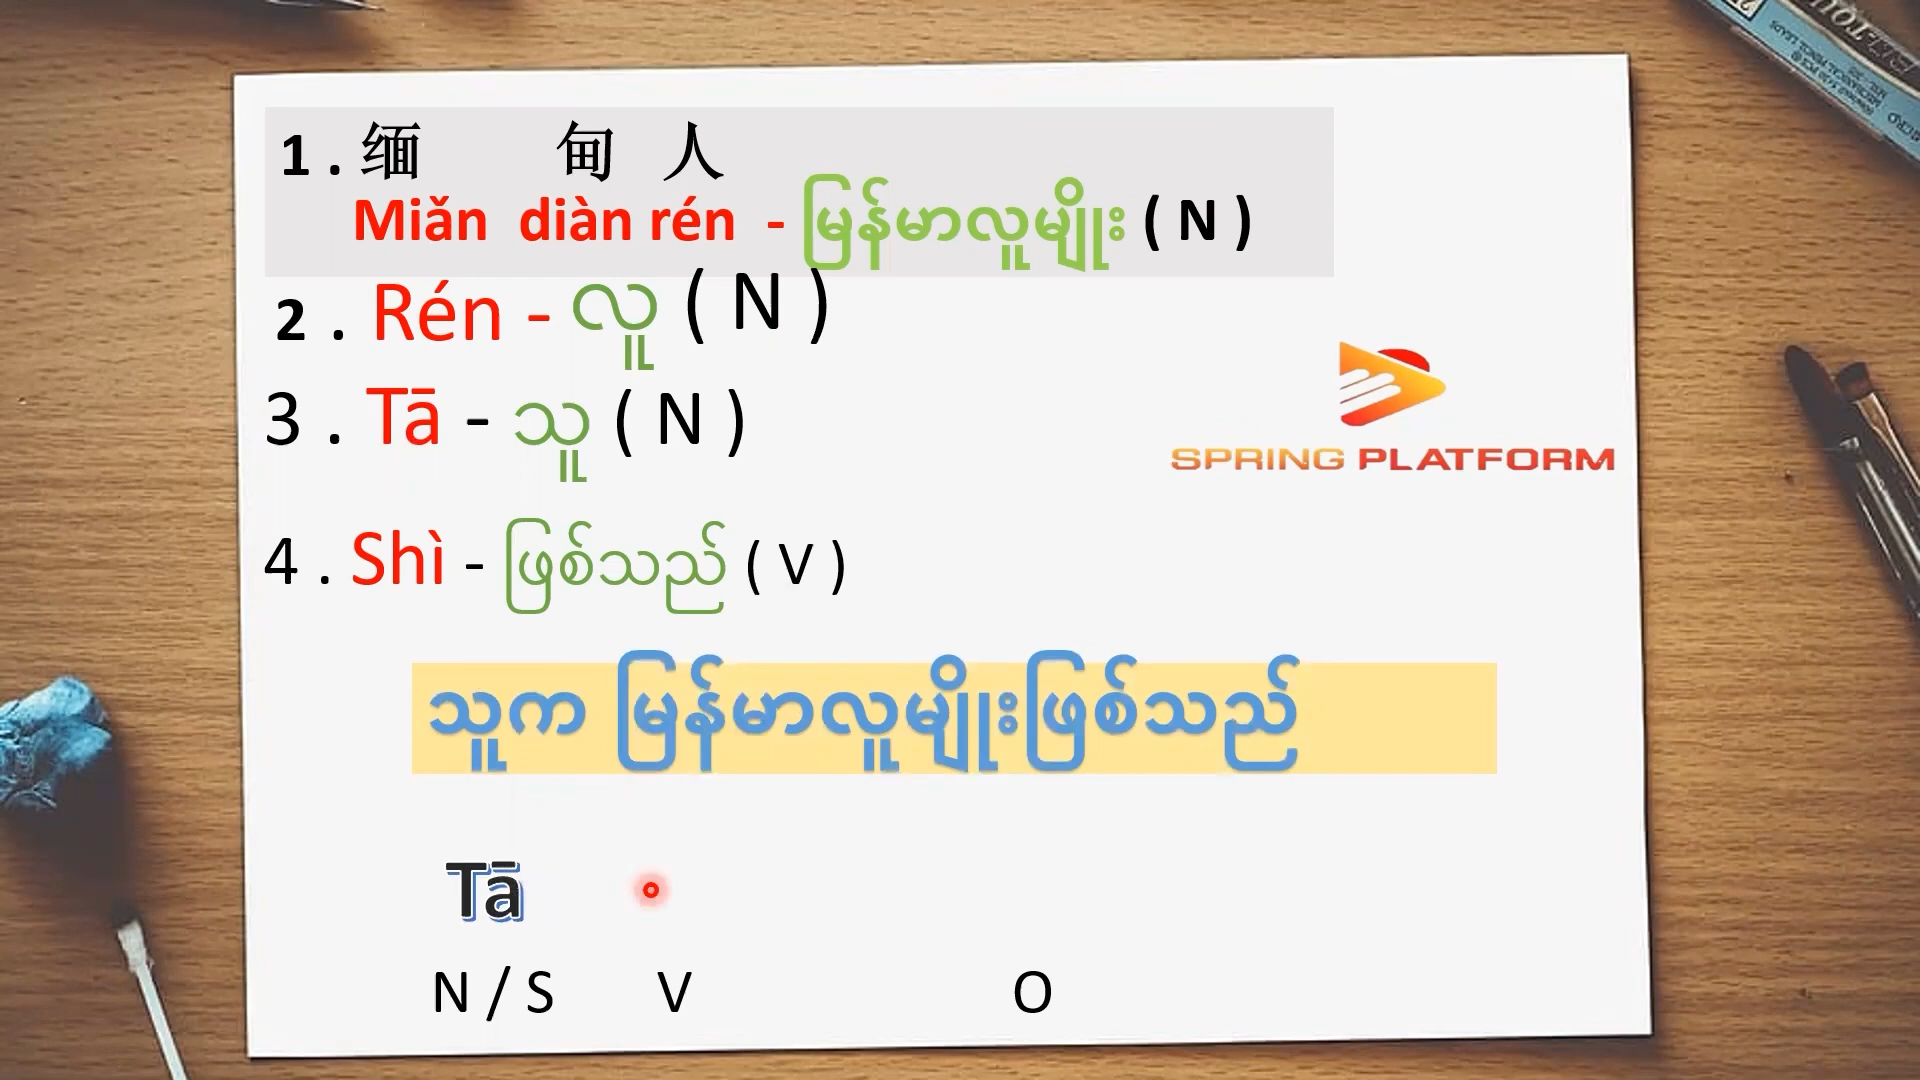 1 . 缅 甸 人
Miǎn diàn rén - မြန်မာလူမျိုး ( N )
2 . Rén - လူ ( N )
3 . Tā - သူ ( N )
4 . Shì - ဖြစ်သည် ( V )
SPRING PLATFORM
သူက မြန်မာလူမျိုးဖြစ်သည်
Tā
N / S V O